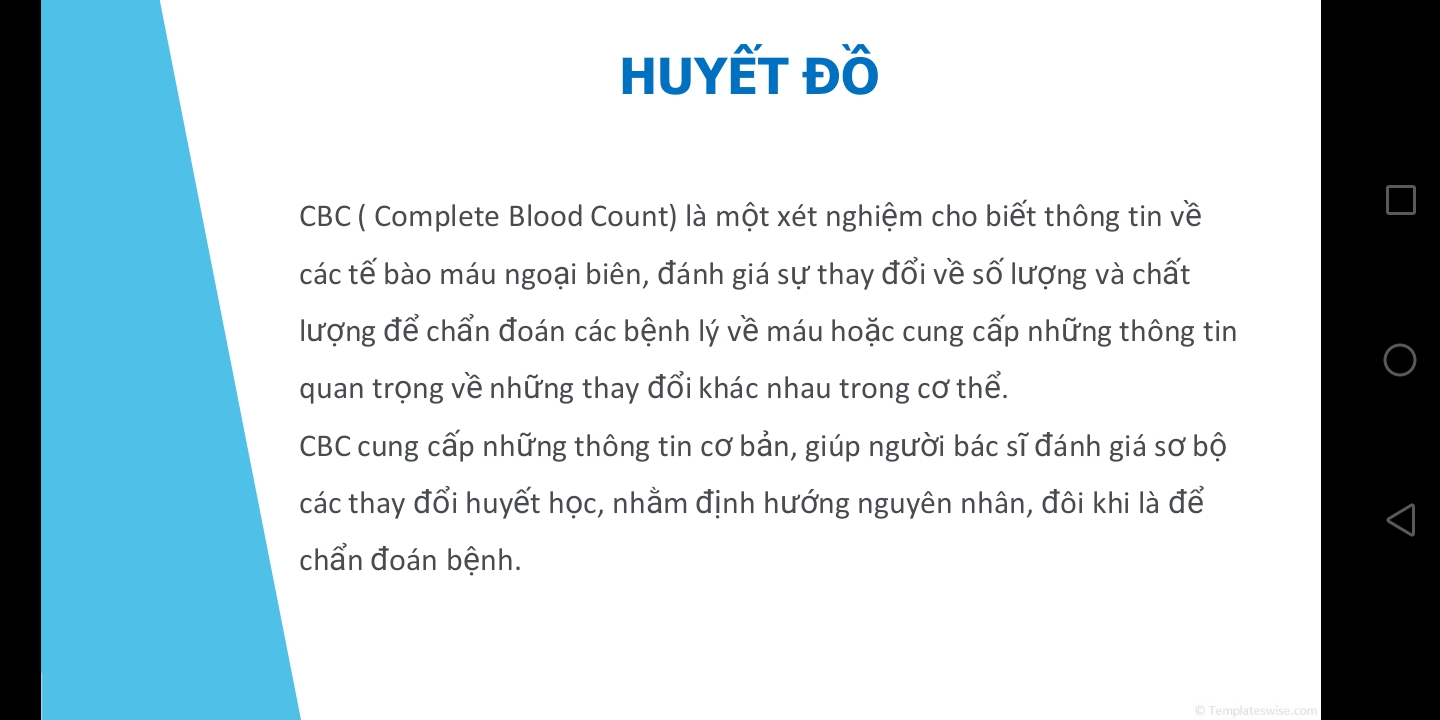 HUYẾT ĐỒ
CBC ( Complete Blood Count) là một xét nghiệm cho biết thông tin về
các tế bào máu ngoại biên, đánh giá sự thay đổi về số lượng và chất
lượng để chẩn đoán các bệnh lý về máu hoặc cung cấp những thông tin
quan trọng về những thay đổi khác nhau trong cơ thể.
CBC cung cấp những thông tin cơ bản, giúp người bác sĩ đánh giá sơ bộ
các thay đổi huyết học, nhằm định hướng nguyên nhân, đôi khi là để
chẩn đoán bệnh.
© Templateswise.com